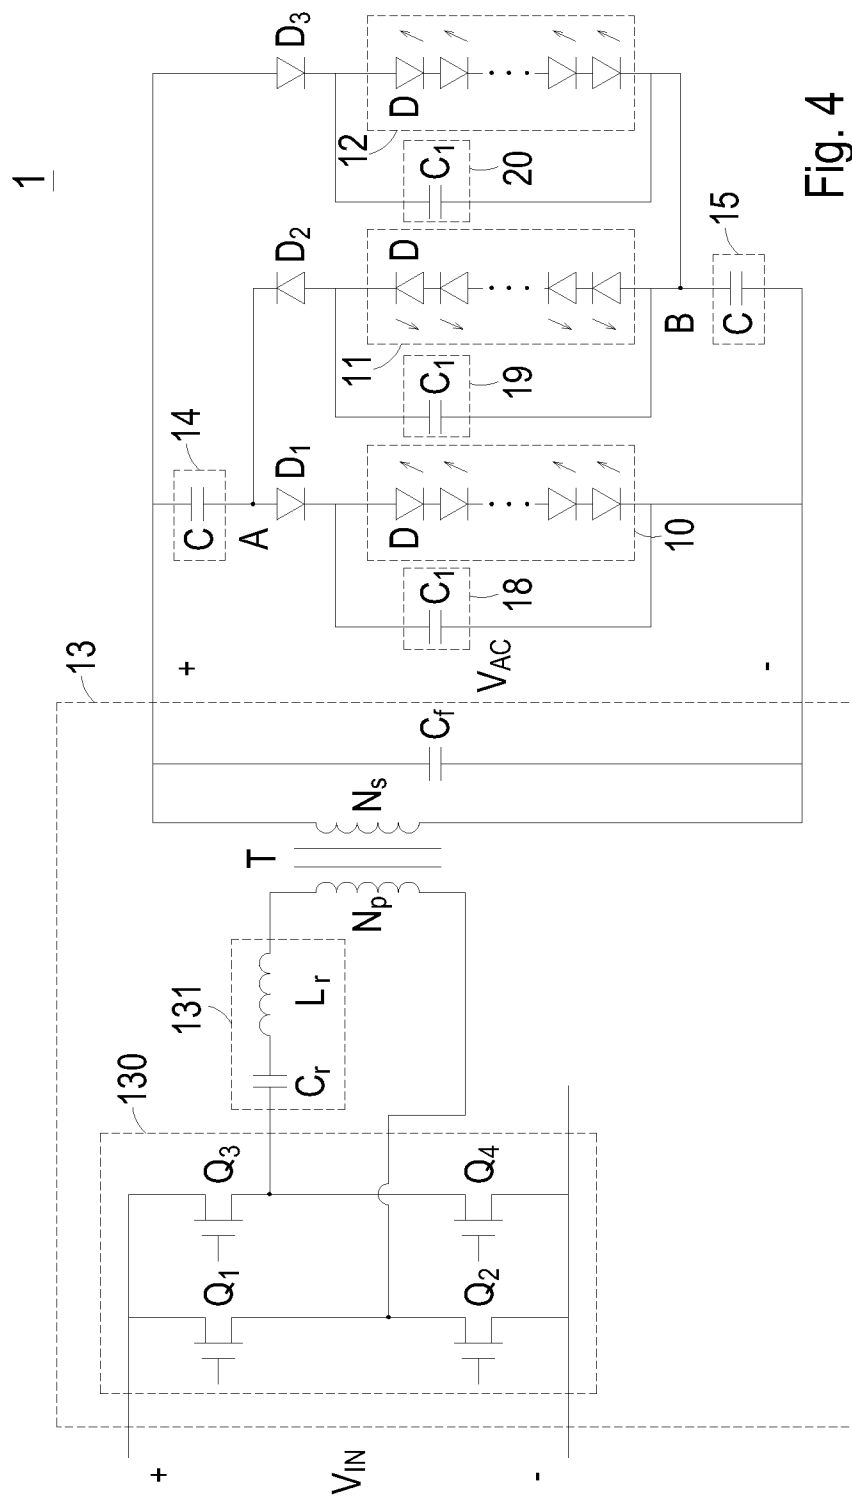 1
13
130
131
Q1
Q2
Q3
Q4
Cr
Lr
T
Np
Ns
Cf
VIN
+
-
VAC
+
-
14
C
A
D1
D2
D3
C1
18
D
10
C1
19
D
11
C1
20
D
12
B
C
15
Fig. 4